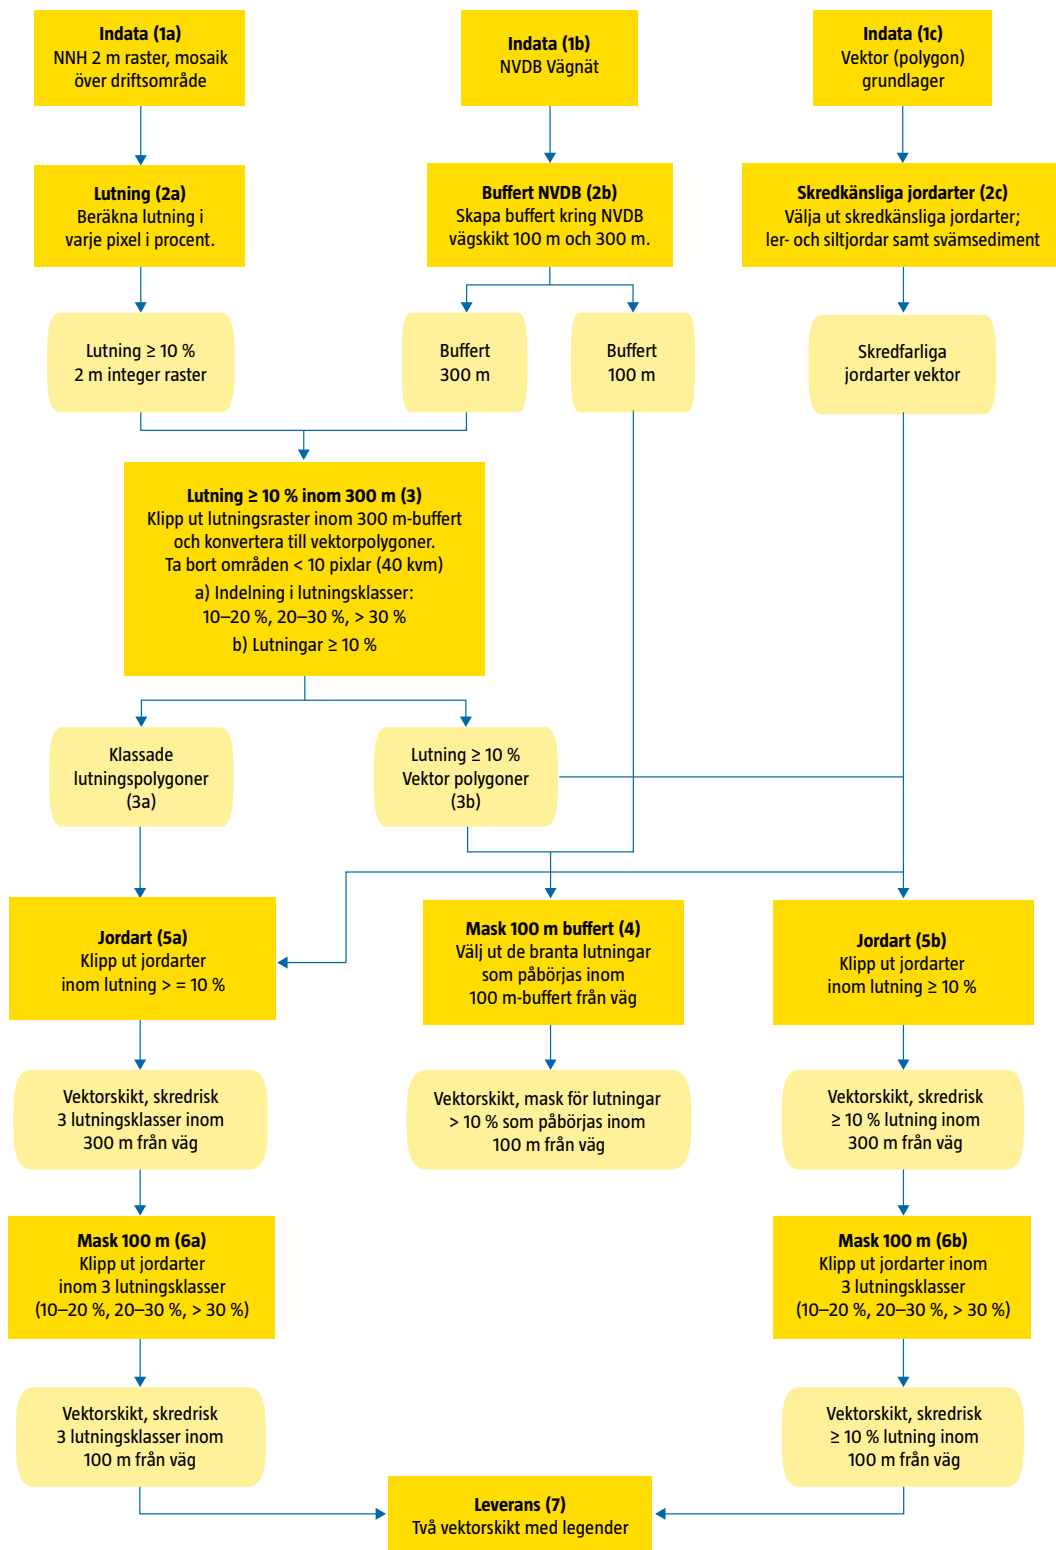 Indata (1a)
NNH 2 m raster, mosaik
över driftsområde
Indata (1b)
NVDB Vägnät
Indata (1c)
Vektor (polygon)
grundlager
Lutning (2a)
Beräkna lutning i
varje pixel i procent.
Buffert NVDB (2b)
Skapa buffert kring NVDB
vägskikt 100 m och 300 m.
Skredkänsliga jordarter (2c)
Välja ut skredkänsliga jordarter;
ler- och siltjordar samt svämsediment
Lutning ≥ 10 %
2 m integer raster
Buffert
300 m
Buffert
100 m
Skredfarliga
jordarter vektor
Lutning ≥ 10 % inom 300 m (3)
Klipp ut lutningsraster inom 300 m-buffert
och konvertera till vektorpolygoner.
Ta bort områden < 10 pixlar (40 kvm)
a) Indelning i lutningsklasser:
10–20 %, 20–30 %, > 30 %
b) Lutningar ≥ 10 %
Klassade
lutningspolygoner
(3a)
Lutning ≥ 10 %
Vektor polygoner
(3b)
Jordart (5a)
Klipp ut jordarter
inom lutning > = 10 %
Mask 100 m buffert (4)
Välj ut de branta lutningar
som påbörjas inom
100 m-buffert från väg
Jordart (5b)
Klipp ut jordarter
inom lutning ≥ 10 %
Vektorskikt, skredrisk
3 lutningsklasser inom
300 m från väg
Vektorskikt, mask för lutningar
> 10 % som påbörjas inom
100 m från väg
Vektorskikt, skredrisk
≥ 10 % lutning inom
300 m från väg
Mask 100 m (6a)
Klipp ut jordarter
inom 3 lutningsklasser
(10–20 %, 20–30 %, > 30 %)
Mask 100 m (6b)
Klipp ut jordarter inom
3 lutningsklasser
(10–20 %, 20–30 %, > 30 %)
Vektorskikt, skredrisk
3 lutningsklasser inom
100 m från väg
Vektorskikt, skredrisk
≥ 10 % lutning inom
100 m från väg
Leverans (7)
Två vektorskikt med legender